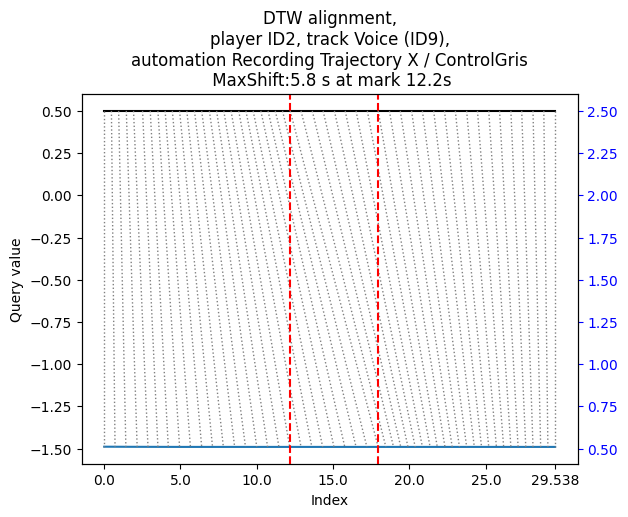 DTW alignment,
player ID2, track Voice (ID9),
automation Recording Trajectory X / ControlGris
MaxShift:5.8 s at mark 12.2s
0.50
0.25
0.00
−0.25
−0.50
−0.75
−1.00
−1.25
−1.50
Query value
2.50
2.25
2.00
1.75
1.50
1.25
1.00
0.75
0.50
0.0 5.0 10.0 15.0 20.0 25.0 29.538
Index